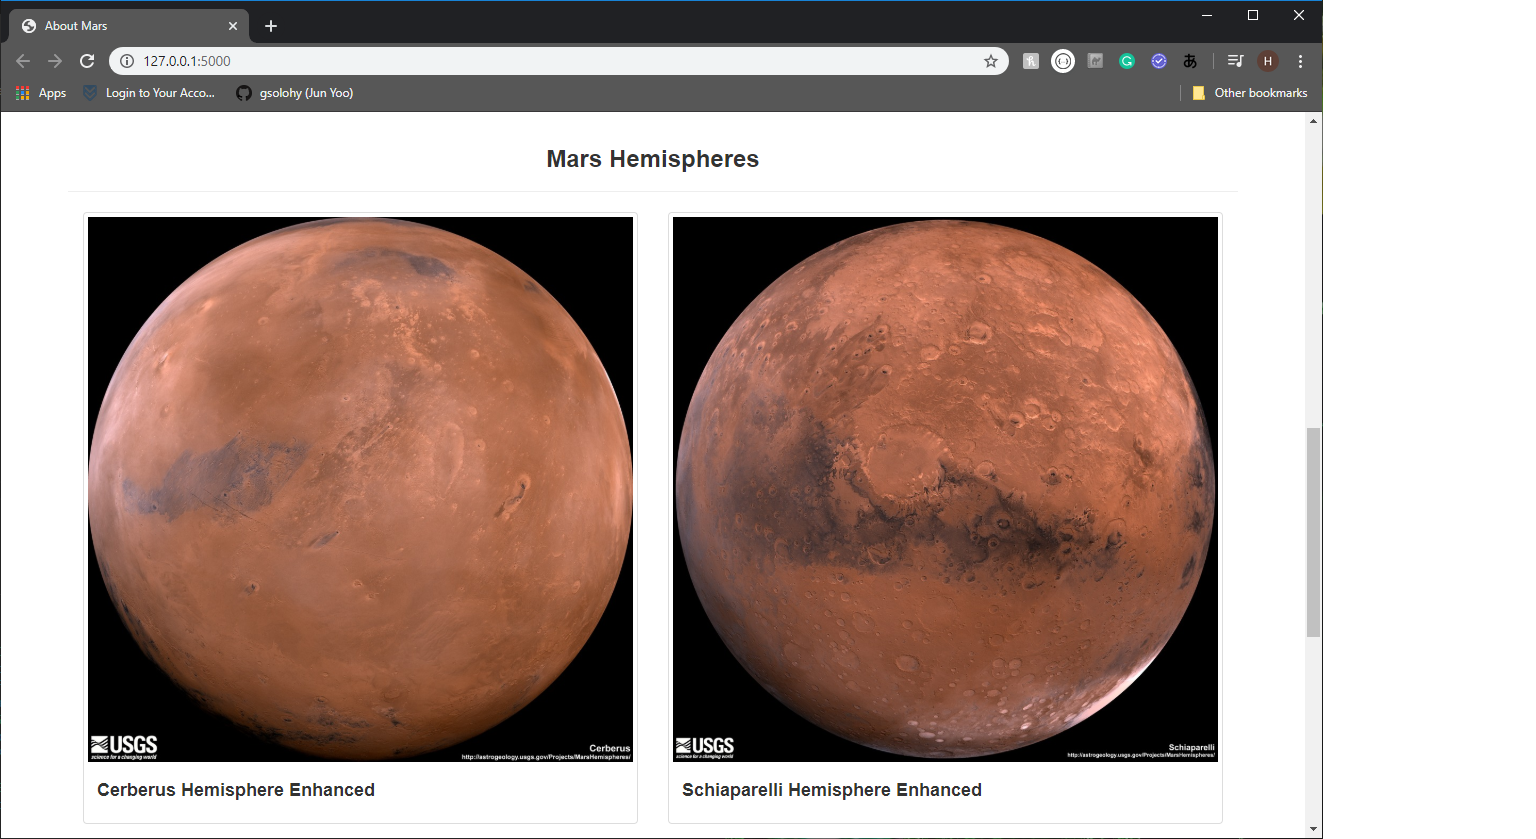 About Mars
127.0.0.1:5000
H
Apps
Login to Your Acco...
gsolohy (Jun Yoo)
Other bookmarks
Mars Hemispheres
USGS
science for a changing world
Cerberus
http://astrogeology.usgs.gov/Projects/MarsHemispheres/
USGS
science for a changing world
Schiaparelli
http://astrogeology.usgs.gov/Projects/MarsHemispheres/
Cerberus Hemisphere Enhanced
Schiaparelli Hemisphere Enhanced